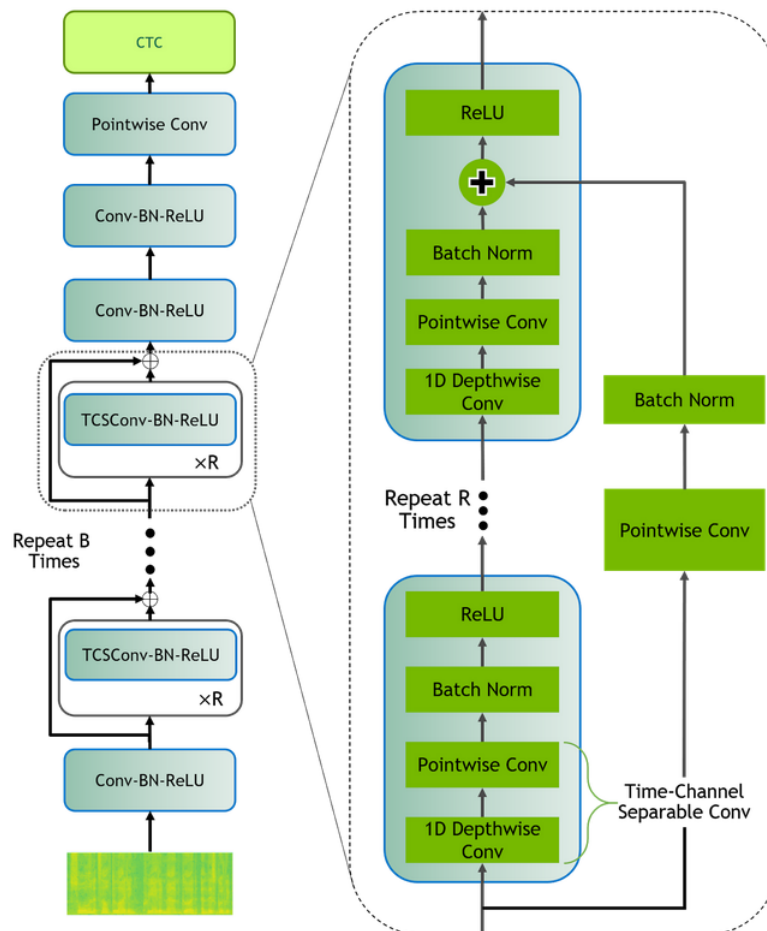 CTC
Pointwise Conv
Conv-BN-ReLU
Conv-BN-ReLU
TCSConv-BN-ReLU
×R
Repeat B
Times
TCSConv-BN-ReLU
×R
Conv-BN-ReLU
ReLU
Batch Norm
Pointwise Conv
1D Depthwise
Conv
Repeat R
Times
ReLU
Batch Norm
Pointwise Conv
1D Depthwise
Conv
Batch Norm
Pointwise Conv
Time-Channel
Separable Conv